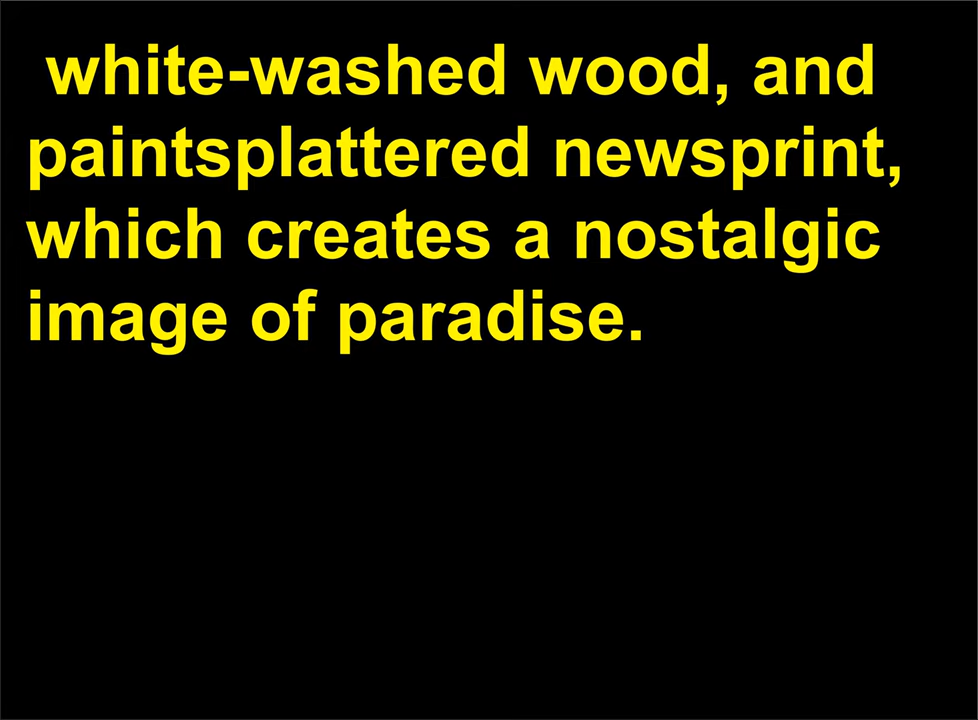 white-washed wood, and
paintsplattered newsprint,
which creates a nostalgic
image of paradise.